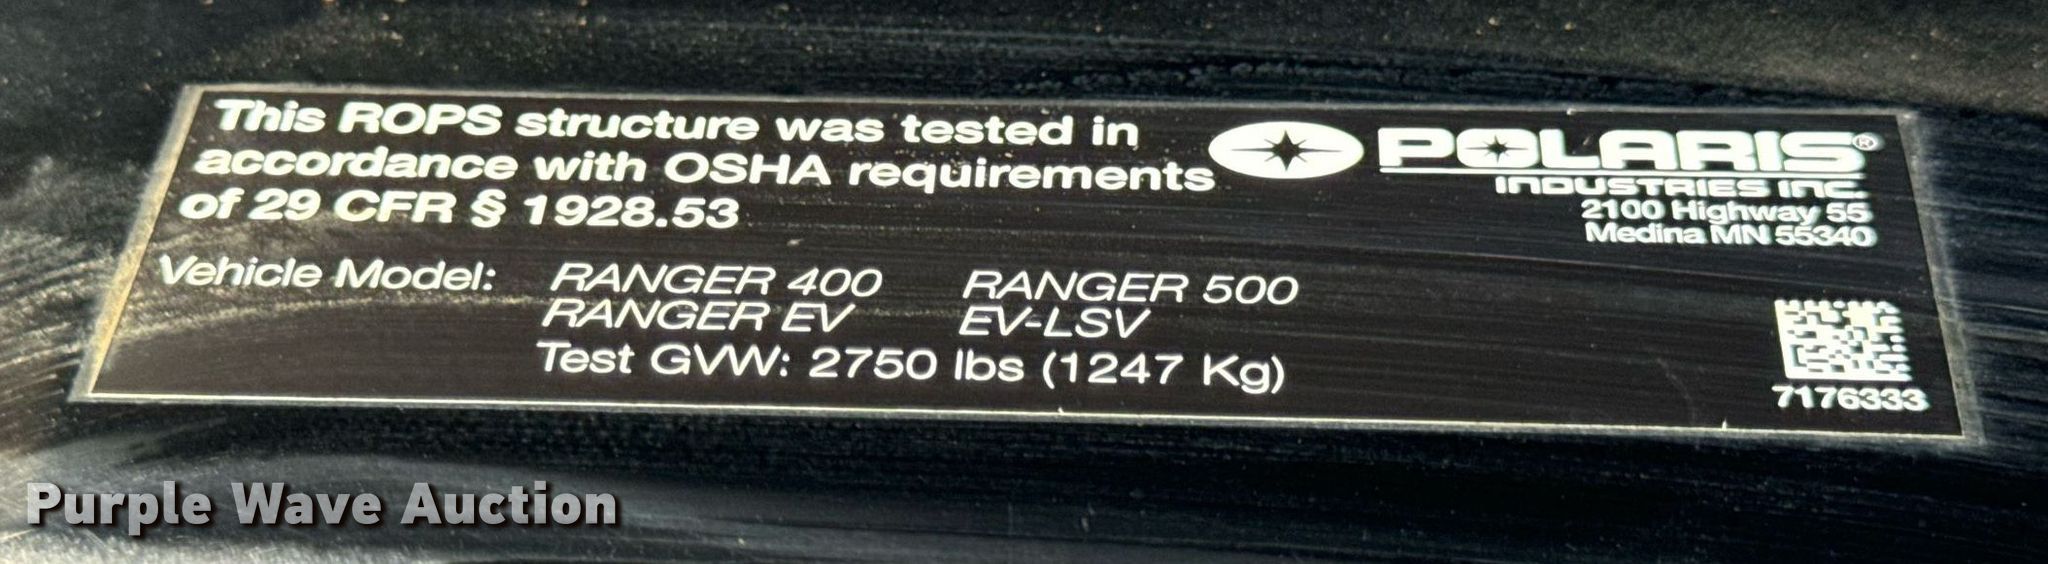 This ROPS structure was tested in
accordance with OSHA requirements
of 29 CFR § 1928.53
POLARIS®
INDUSTRIES INC.
2100 Highway 55
Medina MN 55340
Vehicle Model: RANGER 400 RANGER 500
RANGER EV EV-LSV
Test GVW: 2750 lbs (1247 Kg)
7176333
Purple Wave Auction